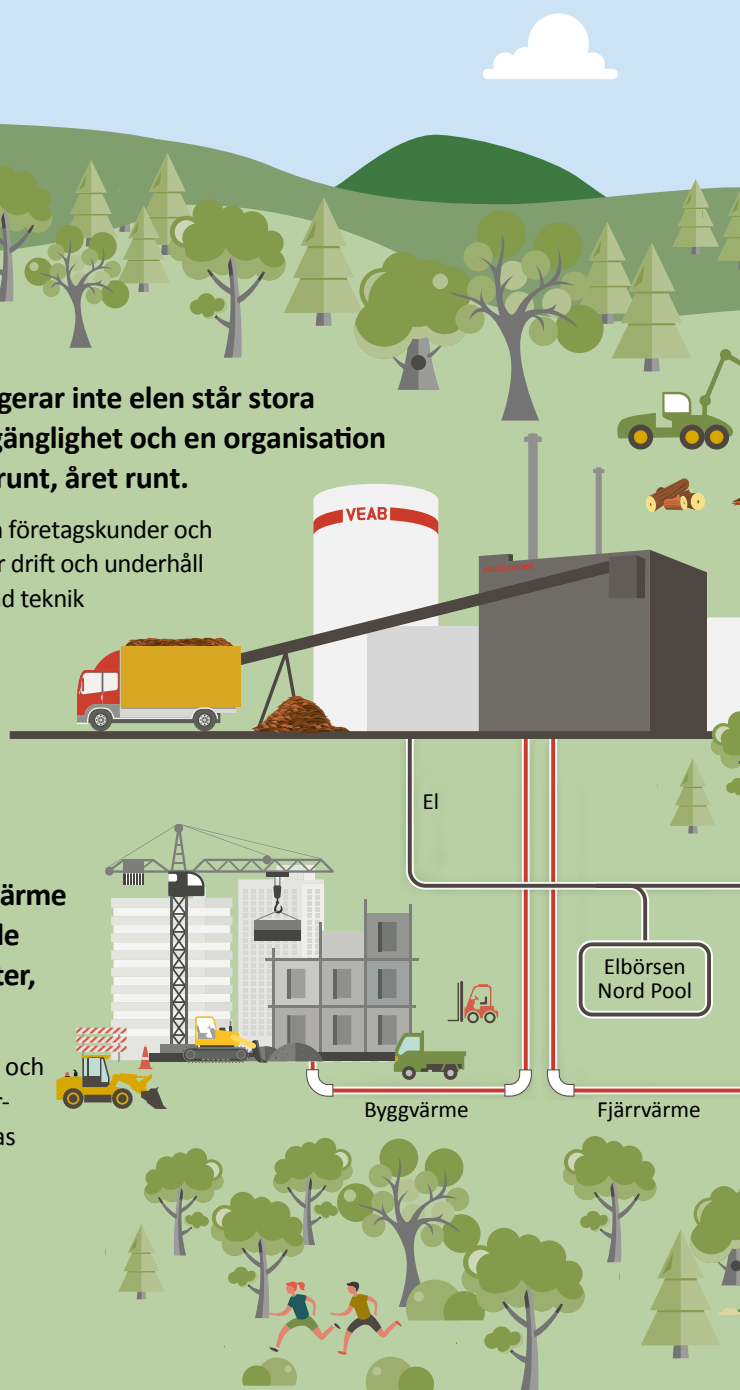 gerar inte elen står stora
gänglighet och en organisation
runt, året runt.
företagskunder och
drift och underhåll
d teknik
VEAB
El
ärme
le
ter,
Elbörsen
Nord Pool
och
r-
as
Byggvärme
Fjärrvärme